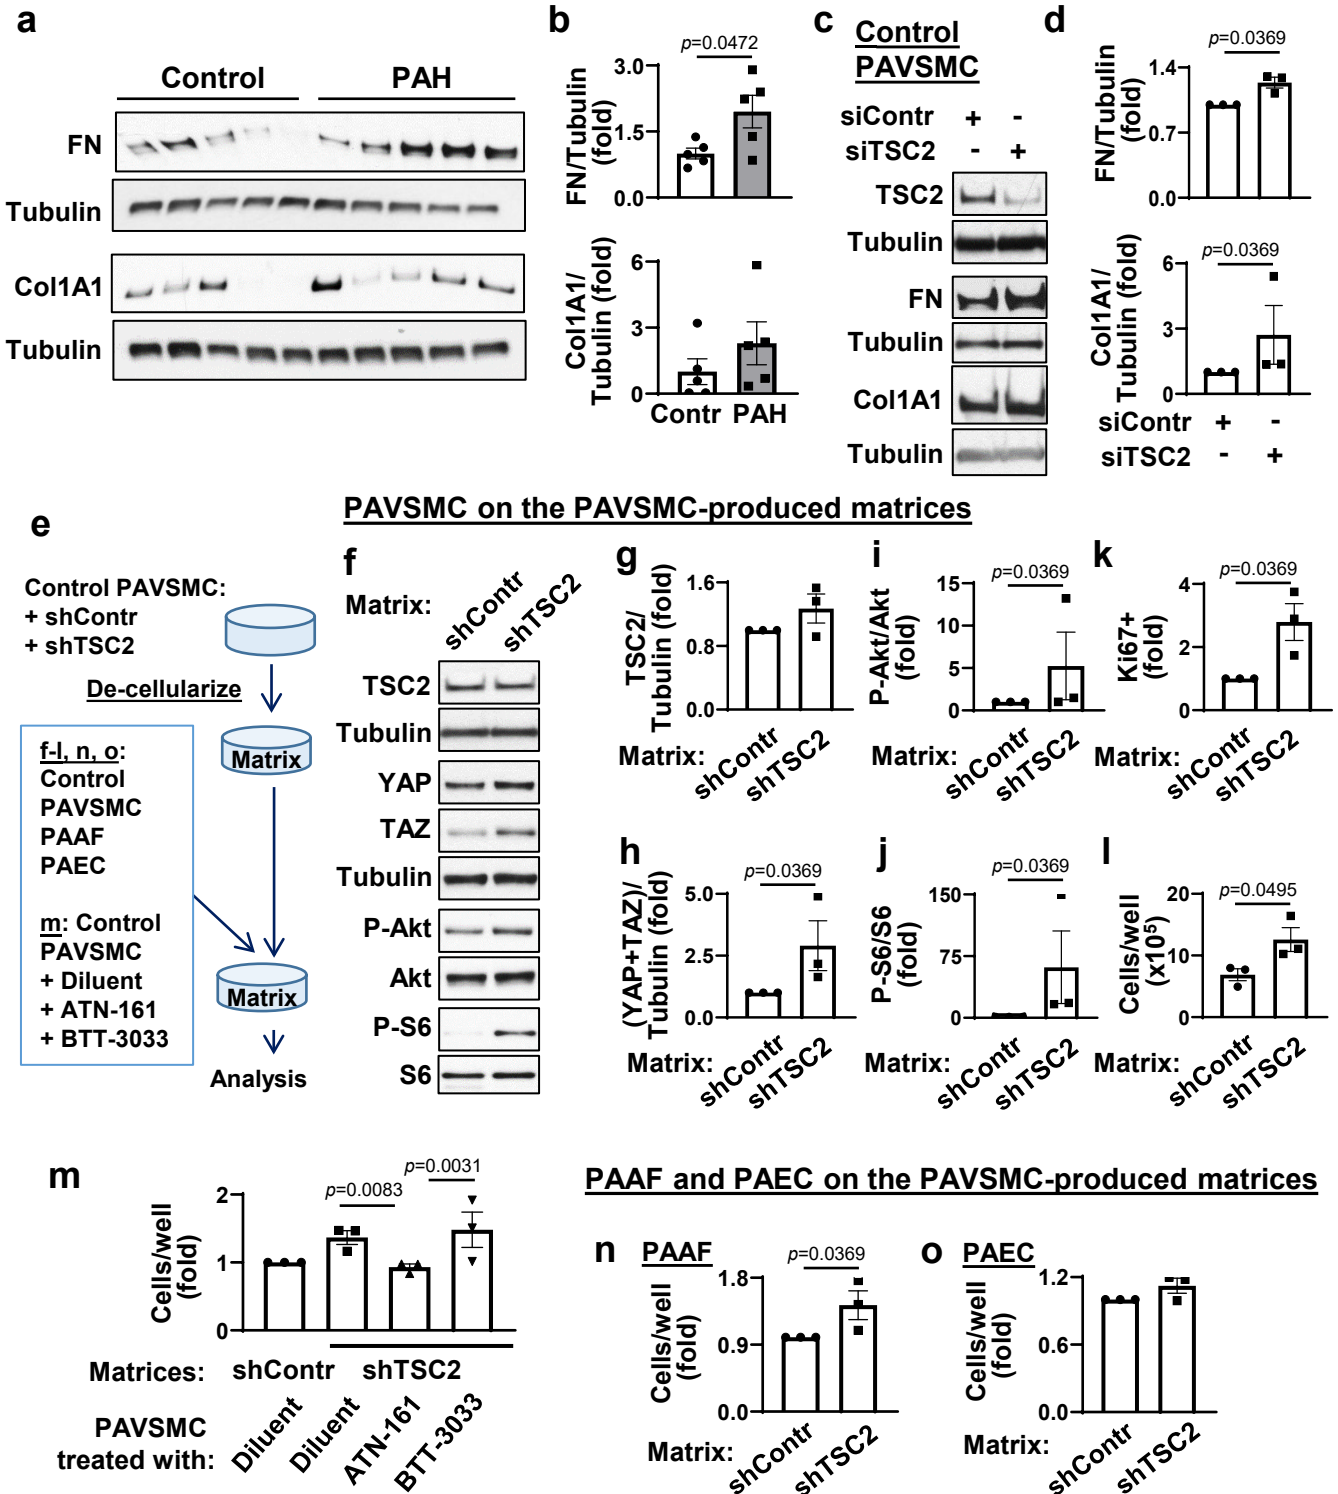 a
Control PAH
FN
Tubulin
Col1A1
Tubulin
b
p=0.0472
FN/Tubulin
(fold)
3.0
1.5
0.0
Col1A1/
Tubulin (fold)
6
3
0
Contr PAH
c
Control
PAVSMC
siContr + -
siTSC2 - +
TSC2
Tubulin
FN
Tubulin
Col1A1
Tubulin
d
p=0.0369
FN/Tubulin
(fold)
1.4
0.7
0.0
p=0.0369
Col1A1/
Tubulin (fold)
6
3
0
siContr + -
siTSC2 - +
PAVSMC on the PAVSMC-produced matrices
e
Control PAVSMC:
+ shContr
+ shTSC2
De-cellularize
Matrix
f-l, n, o:
Control
PAVSMC
PAAF
PAEC
m: Control
PAVSMC
+ Diluent
+ ATN-161
+ BTT-3033
Matrix
Analysis
f
Matrix:
shContr
shTSC2
TSC2
Tubulin
YAP
TAZ
Tubulin
P-Akt
Akt
P-S6
S6
g
TSC2/
Tubulin (fold)
1.6
0.8
0.0
Matrix:
shContr
shTSC2
i
p=0.0369
P-Akt/Akt
(fold)
15
10
5
0
Matrix:
shContr
shTSC2
k
p=0.0369
Ki67+
(fold)
4
2
0
Matrix:
shContr
shTSC2
h
p=0.0369
(YAP+TAZ)/
Tubulin (fold)
5.0
2.5
0.0
Matrix:
shContr
shTSC2
j
p=0.0369
P-S6/S6
(fold)
150
75
0
Matrix:
shContr
shTSC2
l
p=0.0495
Cells/well
(x10⁵)
20
10
0
Matrix:
shContr
shTSC2
m
p=0.0031
p=0.0083
Cells/well
(fold)
2
1
0
Matrices: shContr shTSC2
PAVSMC
treated with:
Diluent
Diluent
ATN-161
BTT-3033
PAAF and PAEC on the PAVSMC-produced matrices
n
PAAF
p=0.0369
Cells/well
(fold)
1.8
0.9
0.0
Matrix:
shContr
shTSC2
o
PAEC
Cells/well
(fold)
1.2
0.6
0.0
Matrix:
shContr
shTSC2